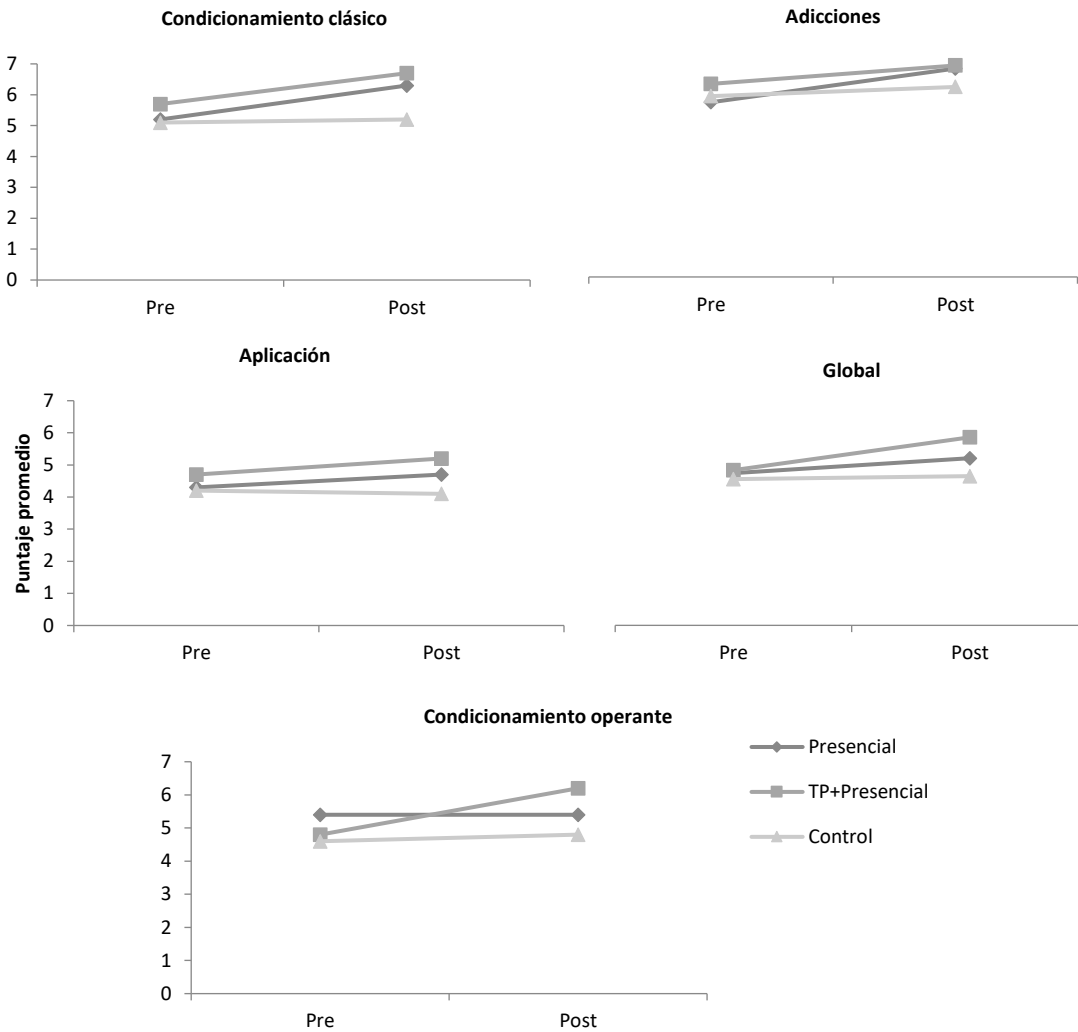 Condicionamiento clásico
7
6
5
4
3
2
1
0
Pre Post
Adicciones
Pre Post
Aplicación
Puntaje promedio
7
6
5
4
3
2
1
0
Pre Post
Global
Pre Post
Condicionamiento operante
7
6
5
4
3
2
1
0
Pre Post
Presencial
TP+Presencial
Control